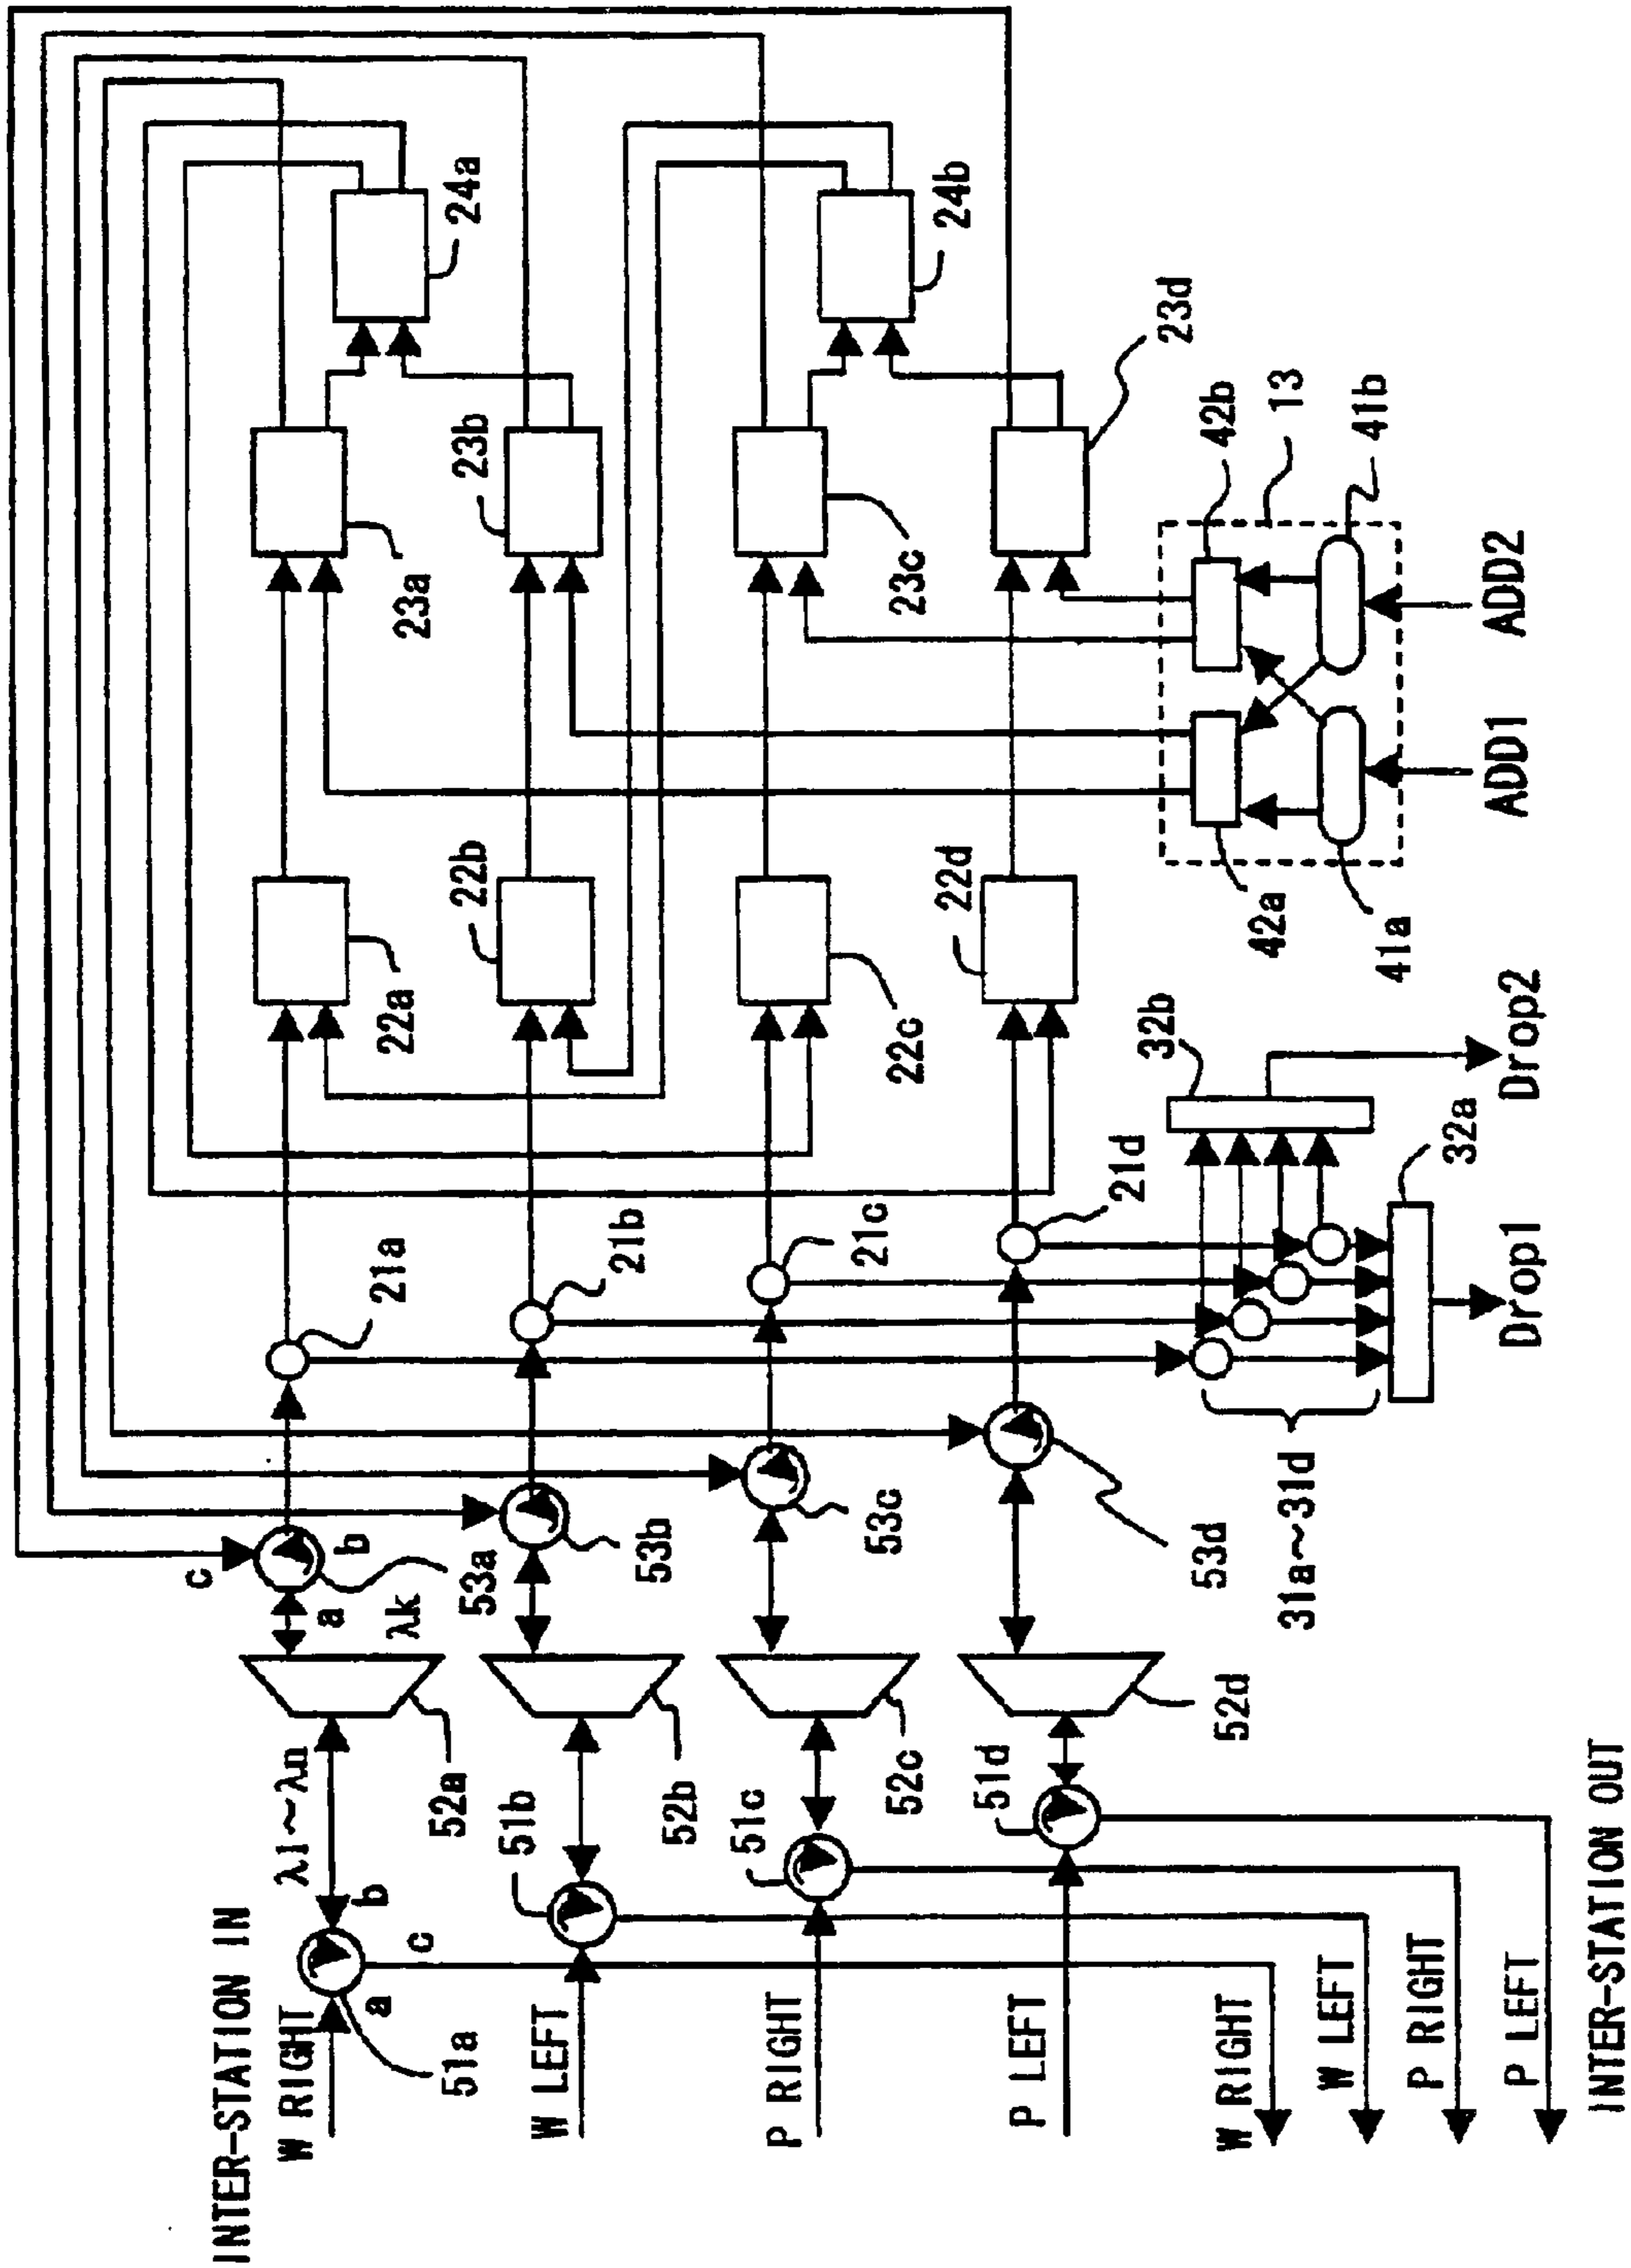 INTER-STATION IN
W RIGHT
a
b
c
51a
λ1~λn
52a
a
b
c
λk
53a
21a
22a
23a
24a
W LEFT
51b
52b
53b
21b
22b
23b
P RIGHT
51c
52c
53c
21c
22c
23c
24b
P LEFT
51d
52d
53d
21d
22d
23d
31a~31d
32a
32b
Drop1
Drop2
42a
42b
41a
41b
13
ADD1
ADD2
W RIGHT
W LEFT
P RIGHT
P LEFT
INTER-STATION OUT